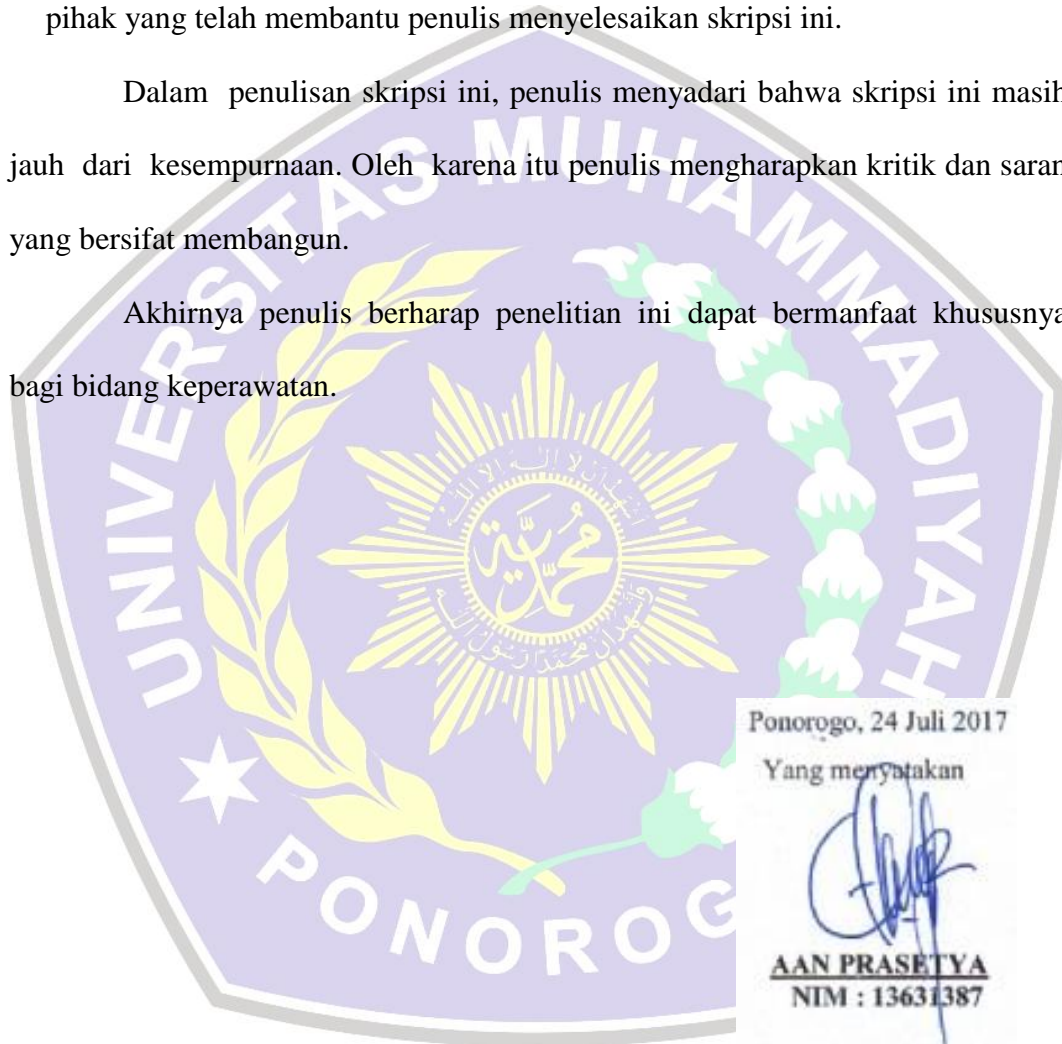 pihak yang telah membantu penulis menyelesaikan skripsi ini.
Dalam penulisan skripsi ini, penulis menyadari bahwa skripsi ini masih
jauh dari kesempurnaan. Oleh karena itu penulis mengharapkan kritik dan saran
yang bersifat membangun.
Akhirnya penulis berharap penelitian ini dapat bermanfaat khususnya
bagi bidang keperawatan.
UNIVERSITAS MUHAMMADIYAH
PONOROG
محمدية
Ponorogo, 24 Juli 2017
Yang menyatakan
AAN PRASETYA
NIM : 13631387